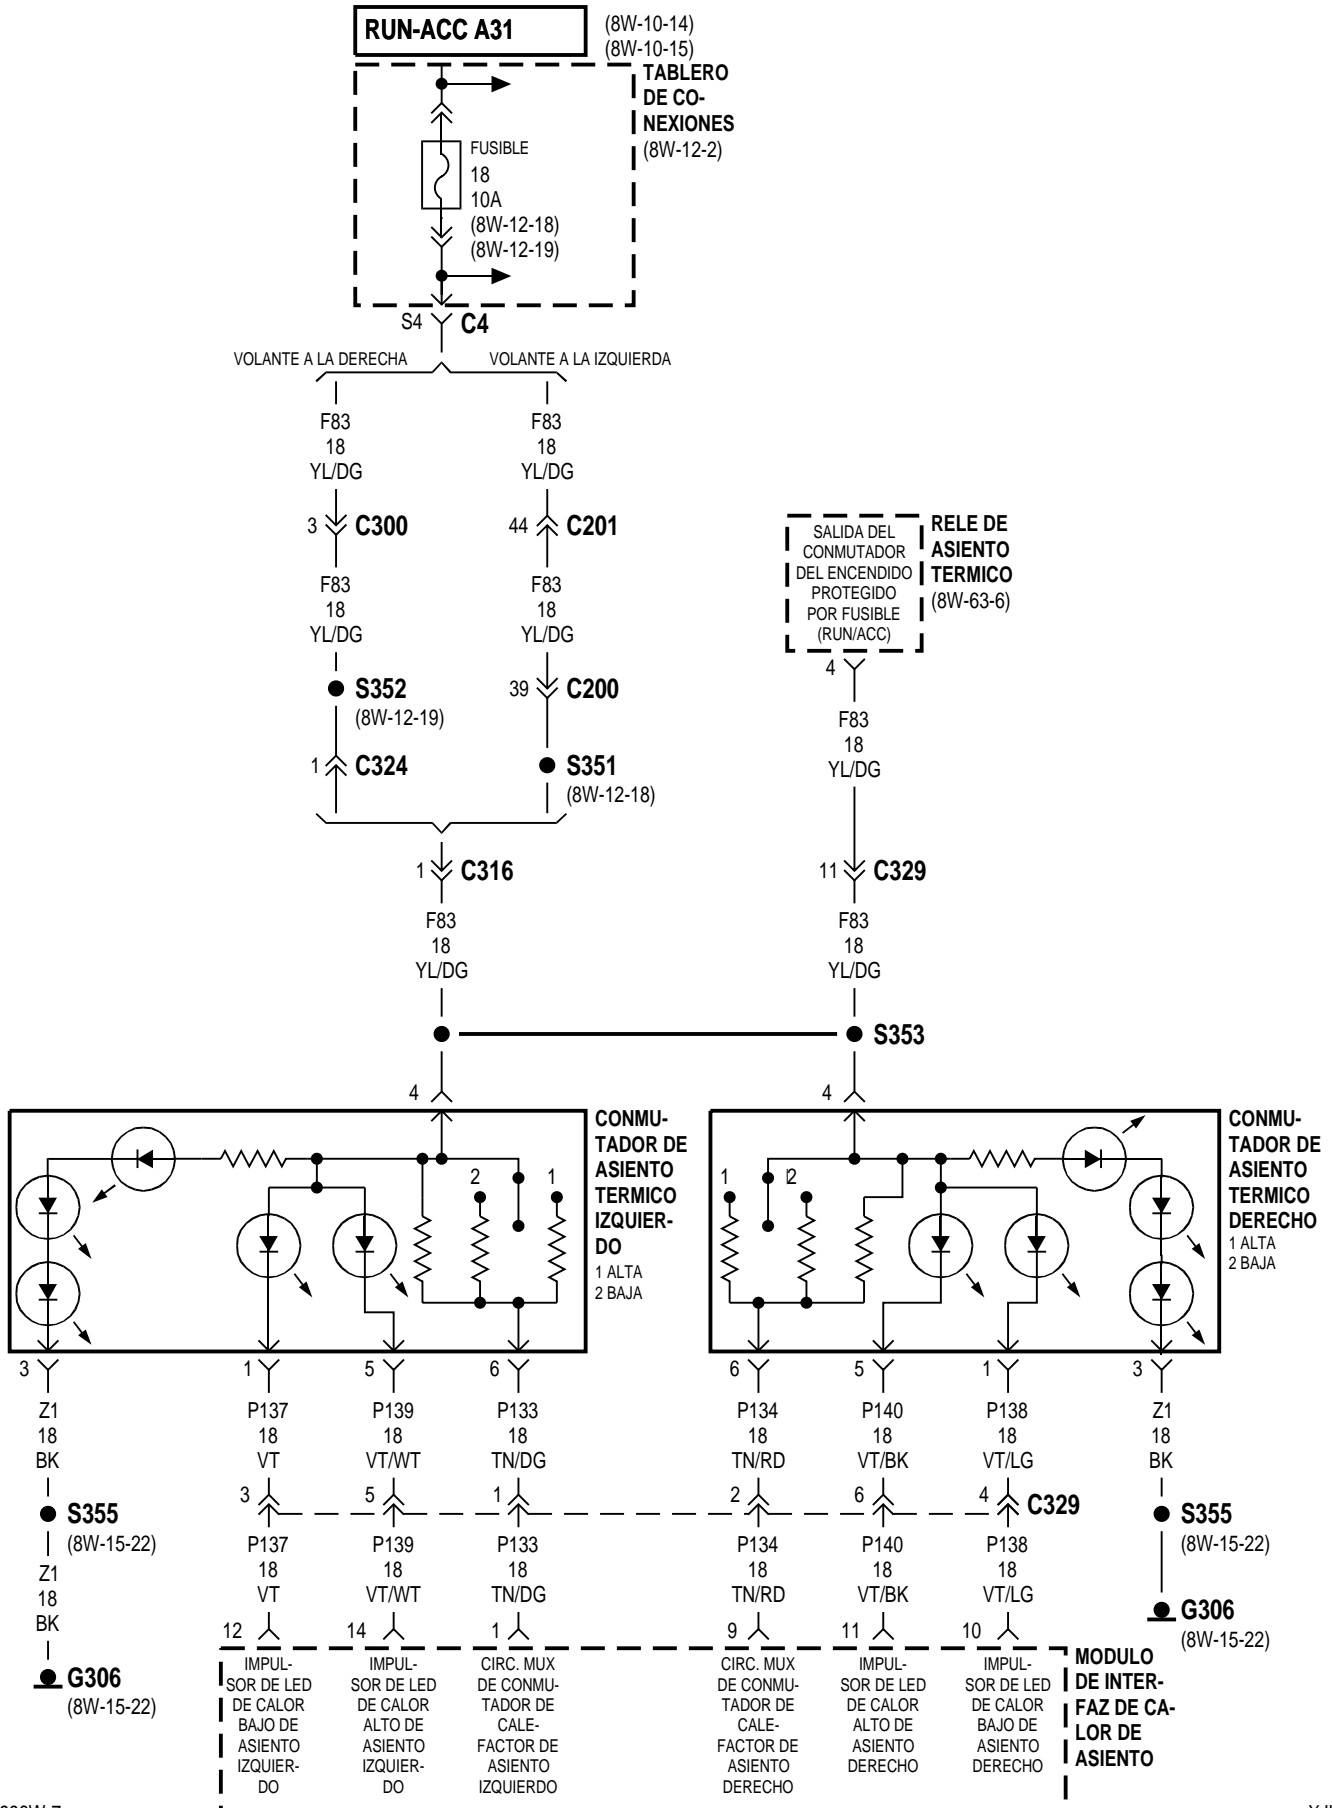 RUN-ACC A31
(8W-10-14)
(8W-10-15)
TABLERO
DE CO-
NEXIONES
(8W-12-2)
FUSIBLE
18
10A
(8W-12-18)
(8W-12-19)
S4
C4
VOLANTE A LA DERECHA
VOLANTE A LA IZQUIERDA
F83
18
YL/DG
F83
18
YL/DG
3
C300
44
C201
F83
18
YL/DG
F83
18
YL/DG
S352
(8W-12-19)
39
C200
1
C324
S351
(8W-12-18)
SALIDA DEL
CONMUTADOR
DEL ENCENDIDO
PROTEGIDO
POR FUSIBLE
(RUN/ACC)
RELE DE
ASIENTO
TERMICO
(8W-63-6)
4
F83
18
YL/DG
1
C316
11
C329
F83
18
YL/DG
F83
18
YL/DG
S353
4
4
2
1
CONMU-
TADOR DE
ASIENTO
TERMICO
IZQUIER-
DO
1 ALTA
2 BAJA
1
2
CONMU-
TADOR DE
ASIENTO
TERMICO
DERECHO
1 ALTA
2 BAJA
3
1
5
6
6
5
1
3
Z1
18
BK
P137
18
VT
P139
18
VT/WT
P133
18
TN/DG
P134
18
TN/RD
P140
18
VT/BK
P138
18
VT/LG
Z1
18
BK
3
5
1
2
6
4
C329
S355
(8W-15-22)
S355
(8W-15-22)
Z1
18
BK
P137
18
VT
P139
18
VT/WT
P133
18
TN/DG
P134
18
TN/RD
P140
18
VT/BK
P138
18
VT/LG
G306
(8W-15-22)
G306
(8W-15-22)
12
14
1
9
11
10
IMPUL-
SOR DE LED
DE CALOR
BAJO DE
ASIENTO
IZQUIER-
DO
IMPUL-
SOR DE LED
DE CALOR
ALTO DE
ASIENTO
IZQUIER-
DO
CIRC. MUX
DE CONMU-
TADOR DE
CALE-
FACTOR DE
ASIENTO
IZQUIERDO
CIRC. MUX
DE CONMU-
TADOR DE
CALE-
FACTOR DE
ASIENTO
DERECHO
IMPUL-
SOR DE LED
DE CALOR
ALTO DE
ASIENTO
DERECHO
IMPUL-
SOR DE LED
DE CALOR
BAJO DE
ASIENTO
DERECHO
MODULO
DE INTER-
FAZ DE CA-
LOR DE
ASIENTO